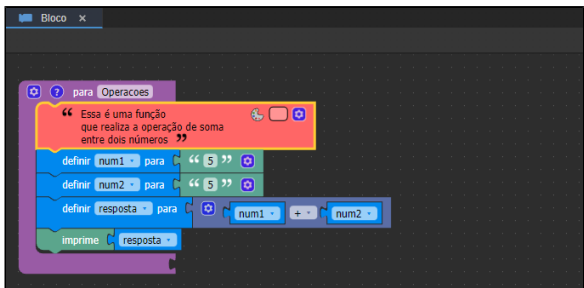 Bloco ×
? para Operacoes
“ Essa é uma função
que realiza a operação de soma
entre dois números ”
definir num1 para “ 5 ”
definir num2 para “ 5 ”
definir resposta para num1 + num2
imprime resposta